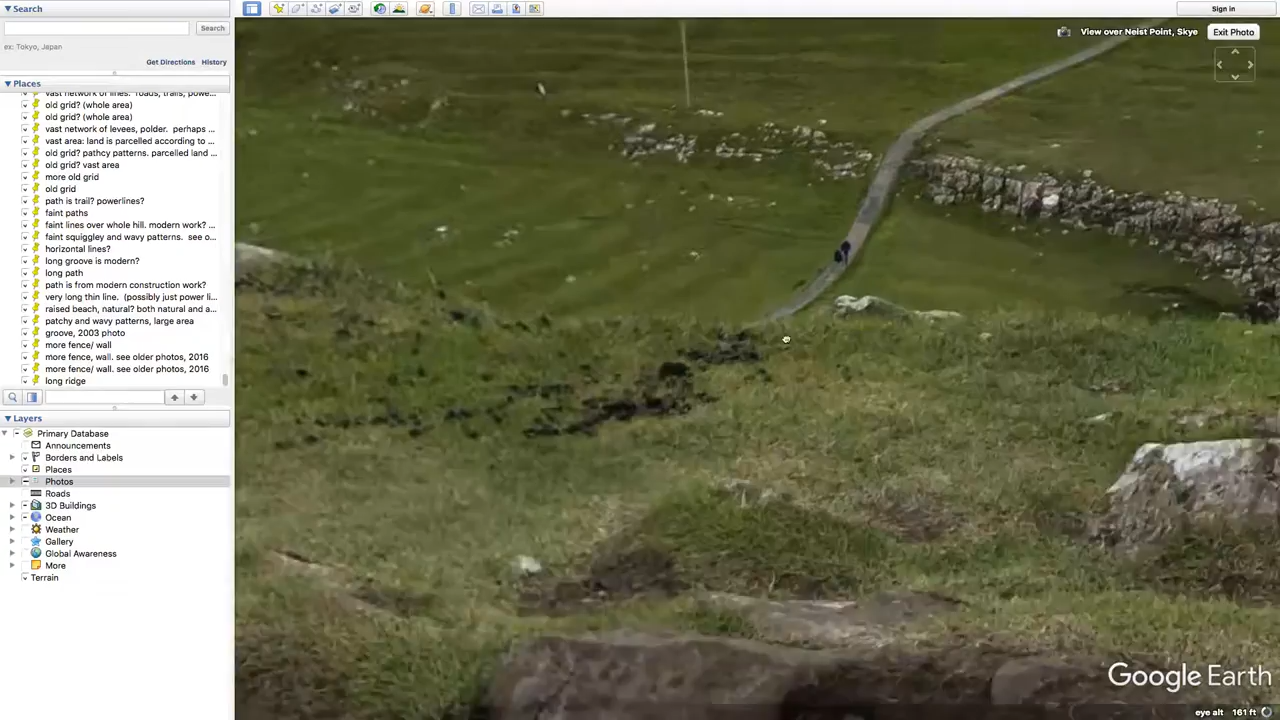 Search
Search
ex: Tokyo, Japan
Get Directions History
Places
vast network of lines. roads, trails, powe...
old grid? (whole area)
old grid? (whole area)
vast network of levees, polder. perhaps ...
vast area: land is parcelled according to ...
old grid? pathcy patterns. parcelled land ...
old grid? vast area
more old grid
old grid
path is trail? powerlines?
faint paths
faint lines over whole hill. modern work? ...
faint squiggley and wavy patterns. see o...
horizontal lines?
long groove is modern?
long path
path is from modern construction work?
very long thin line. (possibly just power li...
raised beach, natural? both natural and a...
patchy and wavy patterns, large area
groove, 2003 photo
more fence/ wall
more fence, wall. see older photos, 2016
more fence/ wall. see older photos, 2016
long ridge
Layers
Primary Database
Announcements
Borders and Labels
Places
Photos
Roads
3D Buildings
Ocean
Weather
Gallery
Global Awareness
More
Terrain
Sign in
View over Neist Point, Skye Exit Photo
Google Earth
eye alt 161 ft